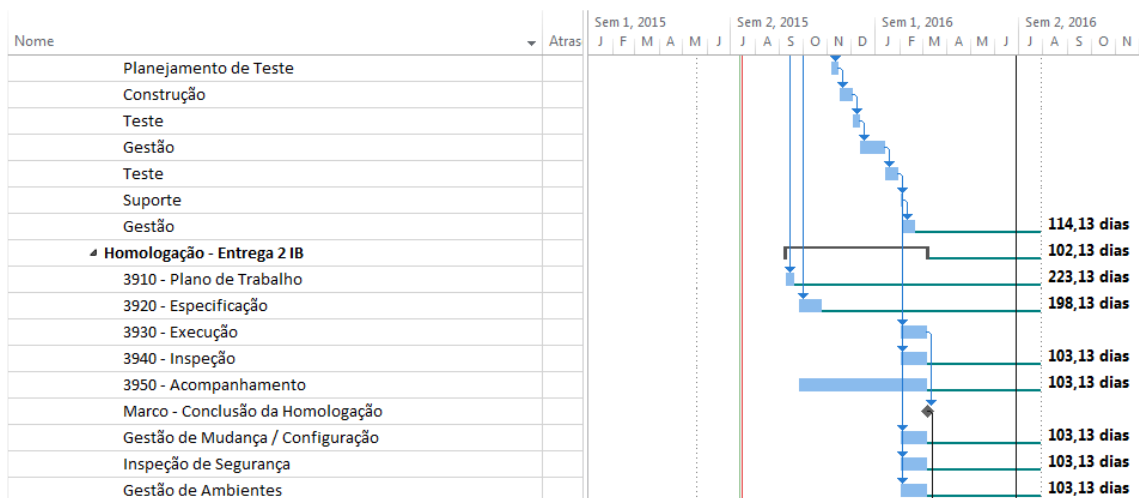 Sem 1, 2015 Sem 2, 2015 Sem 1, 2016 Sem 2, 2016
Nome Atras J F M A M J J A S O N D J F M A M J J A S O N
Planejamento de Teste
Construção
Teste
Gestão
Teste
Suporte
Gestão 114,13 dias
Homologação - Entrega 2 IB 102,13 dias
3910 - Plano de Trabalho 223,13 dias
3920 - Especificação 198,13 dias
3930 - Execução
3940 - Inspeção 103,13 dias
3950 - Acompanhamento 103,13 dias
Marco - Conclusão da Homologação
Gestão de Mudança / Configuração 103,13 dias
Inspeção de Segurança 103,13 dias
Gestão de Ambientes 103,13 dias